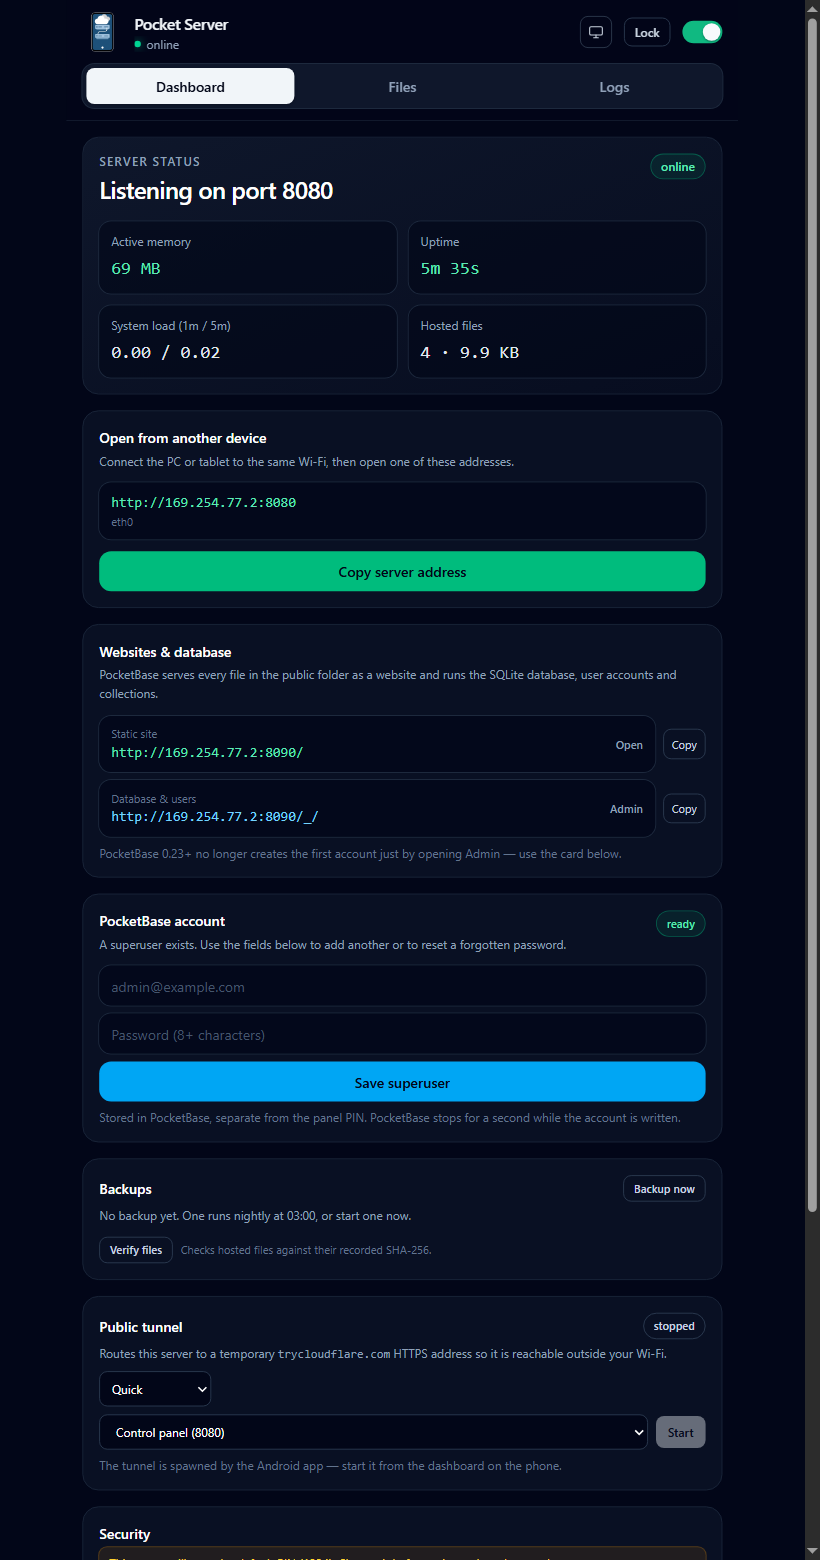 Pocket Server
online
Lock
Dashboard
Files
Logs
SERVER STATUS
online
Listening on port 8080
Active memory
69 MB
Uptime
5m 35s
System load (1m / 5m)
0.00 / 0.02
Hosted files
4 · 9.9 KB
Open from another device
Connect the PC or tablet to the same Wi-Fi, then open one of these addresses.
http://169.254.77.2:8080
eth0
Copy server address
Websites & database
PocketBase serves every file in the public folder as a website and runs the SQLite database, user accounts and
collections.
Static site
http://169.254.77.2:8090/
Open
Copy
Database & users
http://169.254.77.2:8090/_/
Admin
Copy
PocketBase 0.23+ no longer creates the first account just by opening Admin — use the card below.
PocketBase account
ready
A superuser exists. Use the fields below to add another or to reset a forgotten password.
admin@example.com
Password (8+ characters)
Save superuser
Stored in PocketBase, separate from the panel PIN. PocketBase stops for a second while the account is written.
Backups
Backup now
No backup yet. One runs nightly at 03:00, or start one now.
Verify files
Checks hosted files against their recorded SHA-256.
Public tunnel
stopped
Routes this server to a temporary trycloudflare.com HTTPS address so it is reachable outside your Wi-Fi.
Quick
Control panel (8080)
Start
The tunnel is spawned by the Android app — start it from the dashboard on the phone.
Security